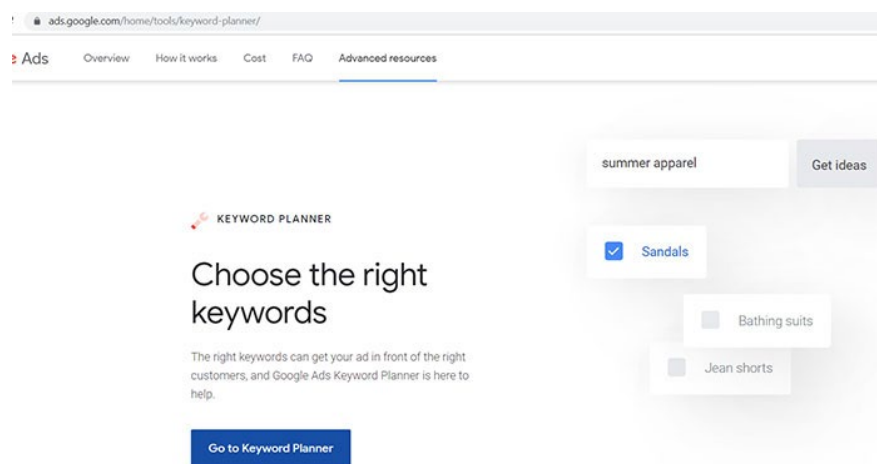 ads.google.com/home/tools/keyword-planner/
Ads Overview How it works Cost FAQ Advanced resources
summer apparel Get ideas
KEYWORD PLANNER
Sandals
Choose the right
keywords
Bathing suits
The right keywords can get your ad in front of the right
customers, and Google Ads Keyword Planner is here to
help.
Jean shorts
Go to Keyword Planner